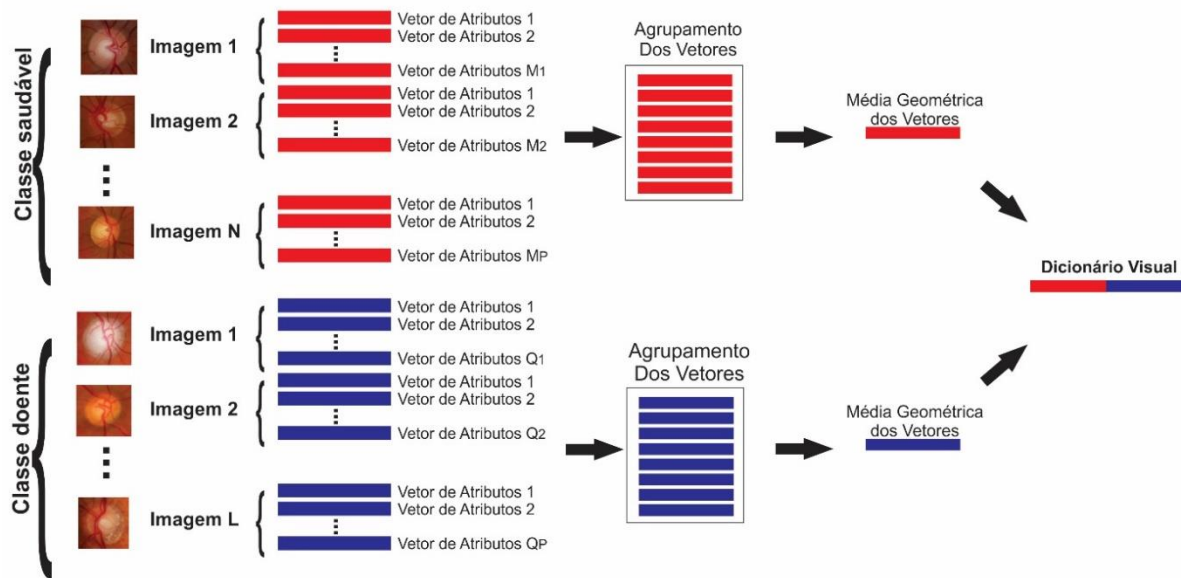 Classe saudável
Imagem 1
Vetor de Atributos 1
Vetor de Atributos 2
Vetor de Atributos M1
Imagem 2
Vetor de Atributos 1
Vetor de Atributos 2
Vetor de Atributos M2
Imagem N
Vetor de Atributos 1
Vetor de Atributos 2
Vetor de Atributos MP
Agrupamento
Dos Vetores
Média Geométrica
dos Vetores
Classe doente
Imagem 1
Vetor de Atributos 1
Vetor de Atributos 2
Vetor de Atributos Q1
Imagem 2
Vetor de Atributos 1
Vetor de Atributos 2
Vetor de Atributos Q2
Imagem L
Vetor de Atributos 1
Vetor de Atributos 2
Vetor de Atributos QP
Agrupamento
Dos Vetores
Média Geométrica
dos Vetores
Dicionário Visual